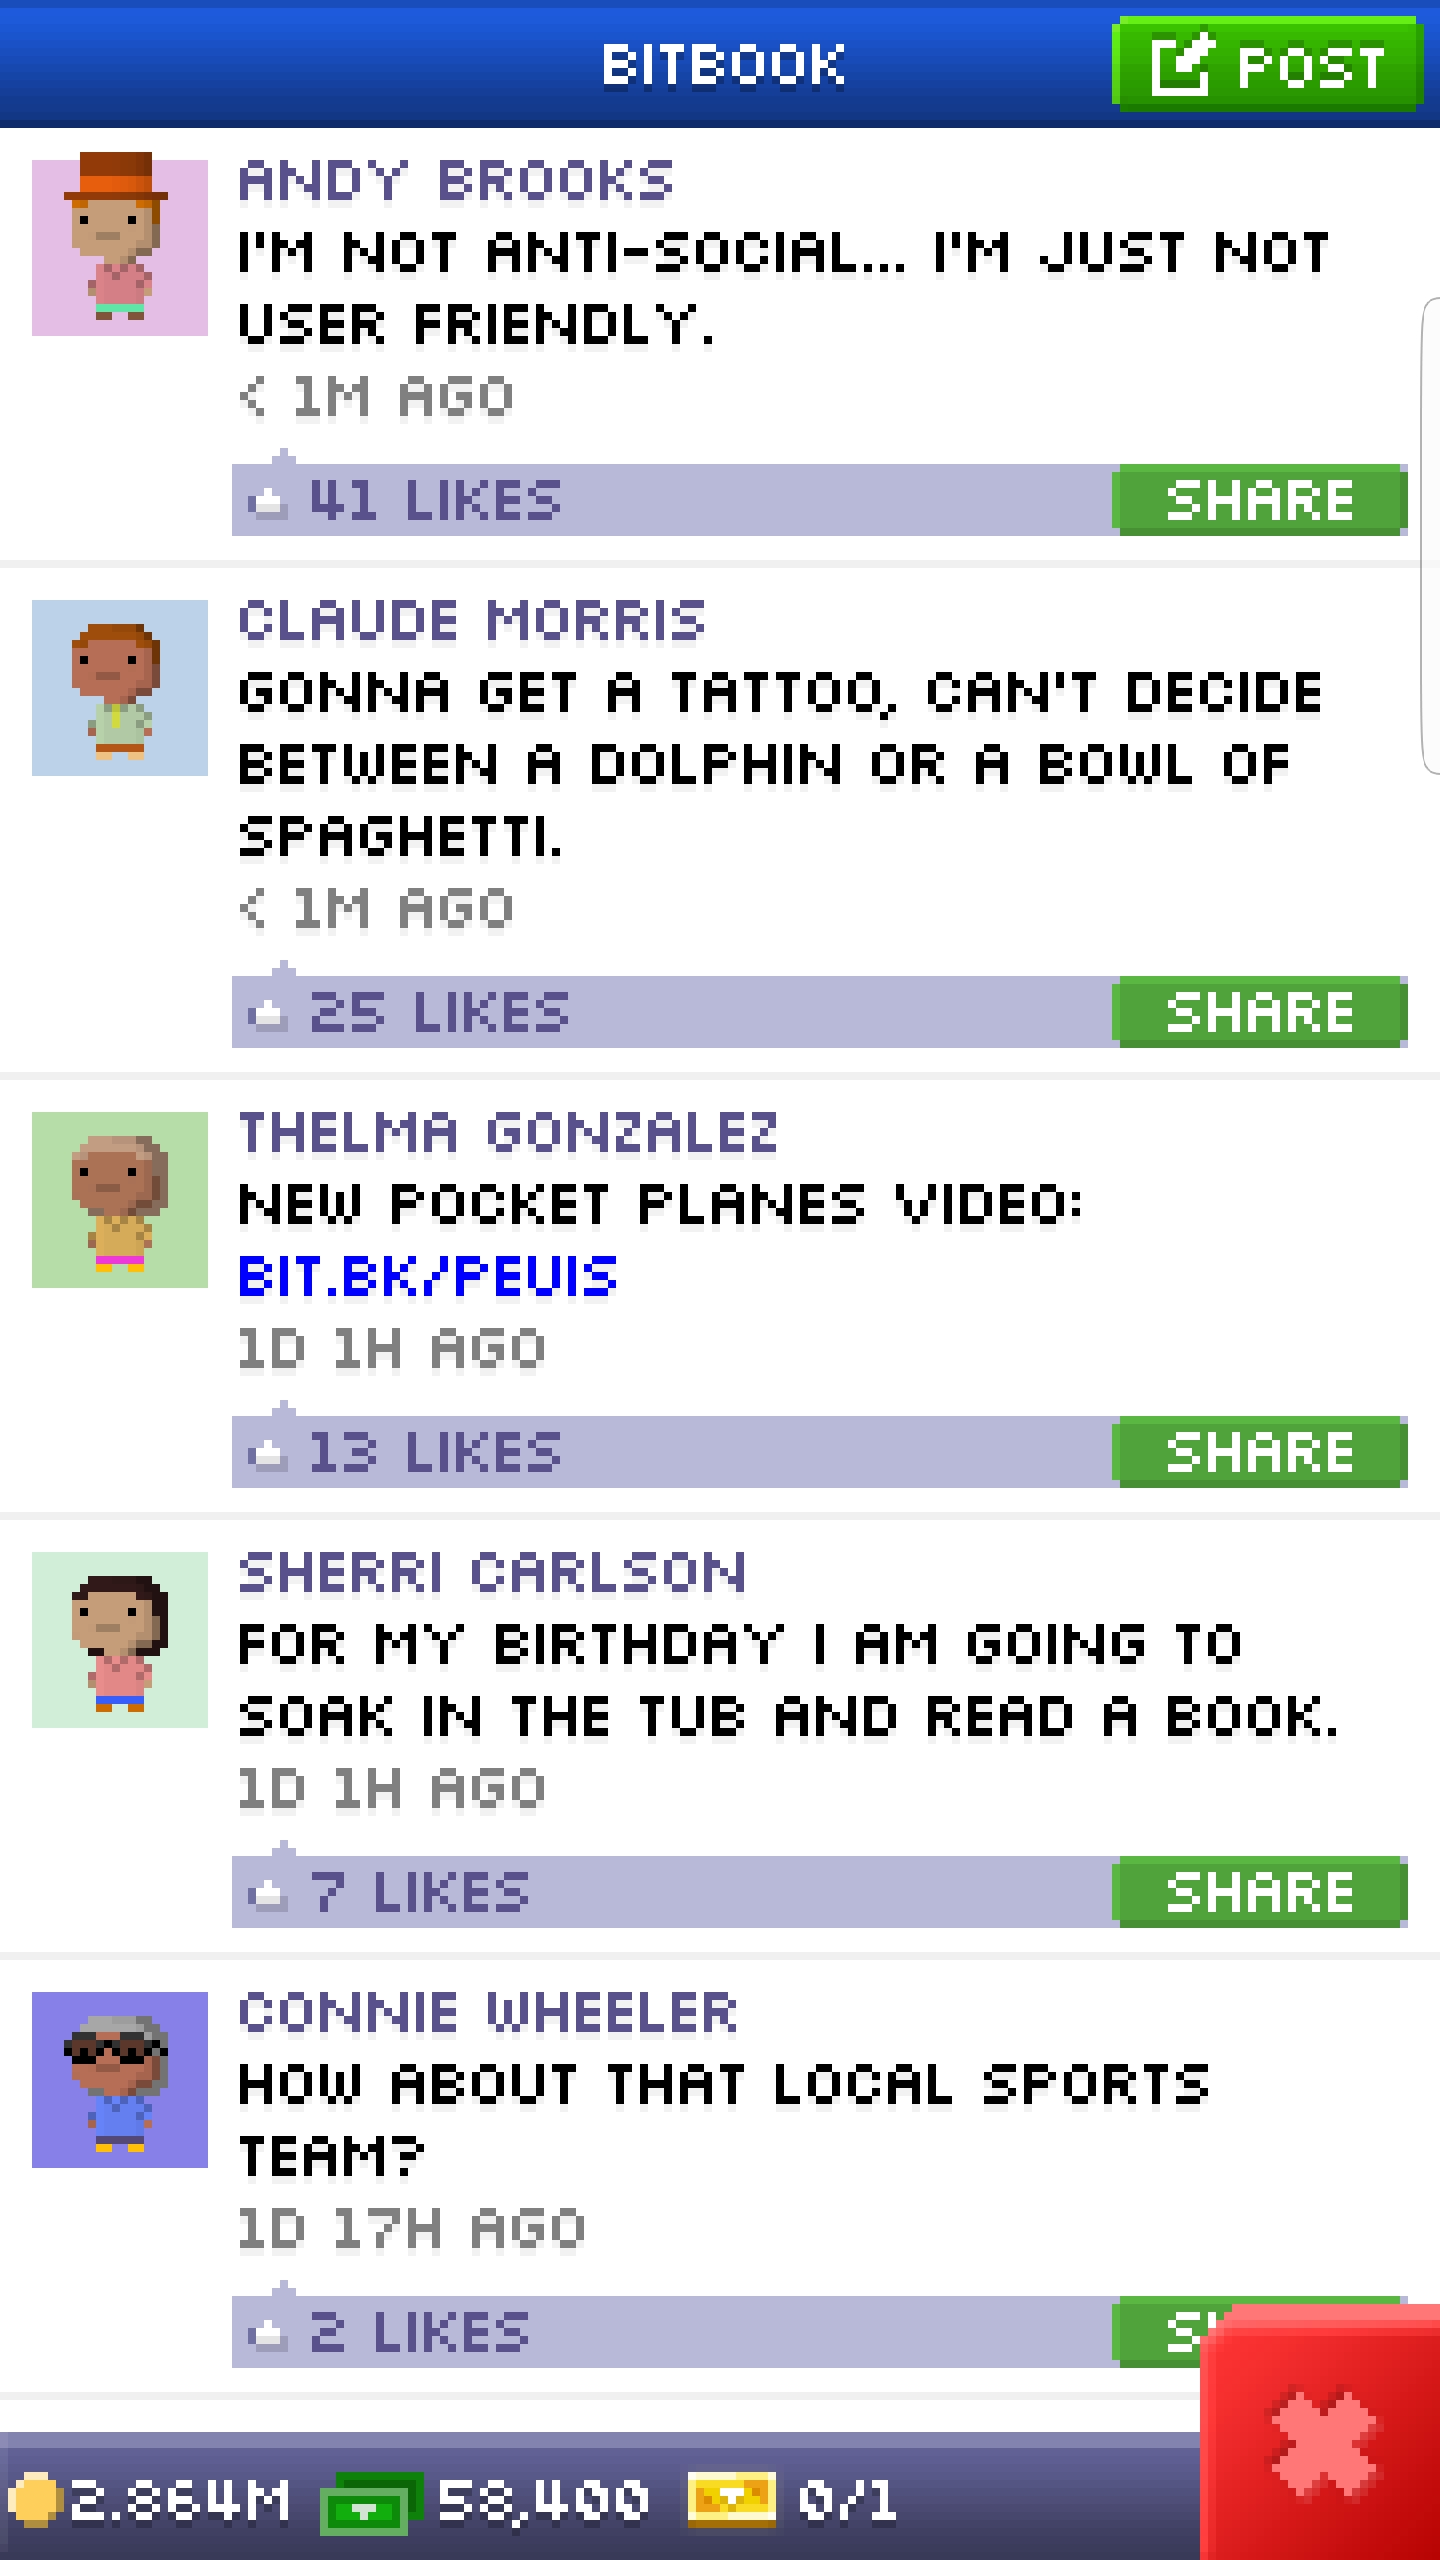 BITBOOK
POST
ANDY BROOKS
I'M NOT ANTI-SOCIAL... I'M JUST NOT
USER FRIENDLY.
< 1M AGO
41 LIKES
SHARE
CLAUDE MORRIS
GONNA GET A TATTOO, CAN'T DECIDE
BETWEEN A DOLPHIN OR A BOWL OF
SPAGHETTI.
< 1M AGO
25 LIKES
SHARE
THELMA GONZALEZ
NEW POCKET PLANES VIDEO:
BIT.BK/PEUIS
1D 1H AGO
13 LIKES
SHARE
SHERRI CARLSON
FOR MY BIRTHDAY I AM GOING TO
SOAK IN THE TUB AND READ A BOOK.
1D 1H AGO
7 LIKES
SHARE
CONNIE WHEELER
HOW ABOUT THAT LOCAL SPORTS
TEAM?
1D 17H AGO
2 LIKES
2.864M
58,400
0/1